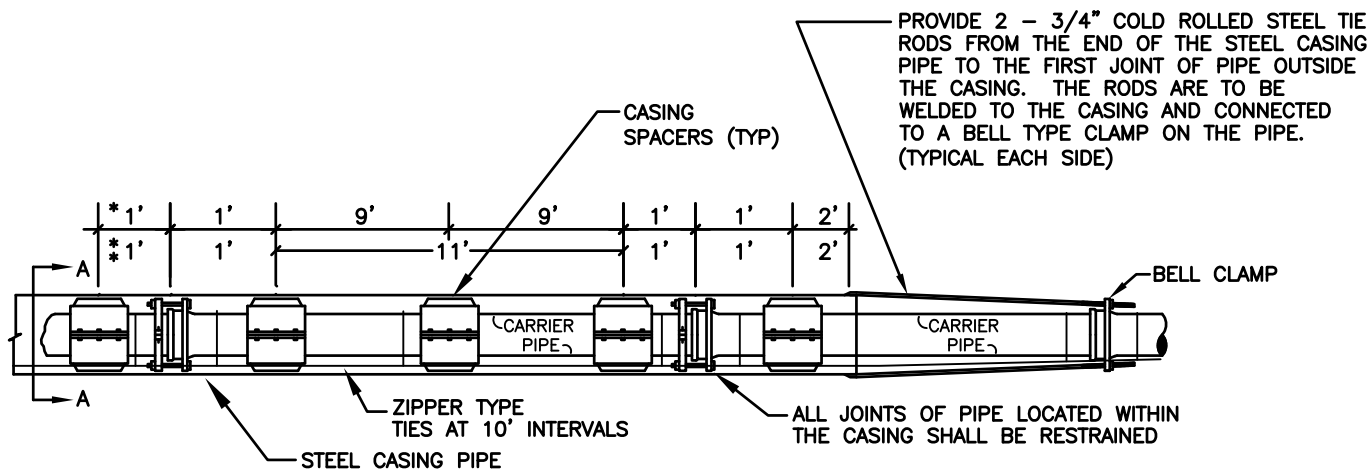 PROVIDE 2 – 3/4" COLD ROLLED STEEL TIE
RODS FROM THE END OF THE STEEL CASING
PIPE TO THE FIRST JOINT OF PIPE OUTSIDE
THE CASING. THE RODS ARE TO BE
WELDED TO THE CASING AND CONNECTED
TO A BELL TYPE CLAMP ON THE PIPE.
(TYPICAL EACH SIDE)
CASING
SPACERS (TYP)
* 1' 1' 9' 9' 1' 1' 2'
** 1' 1' 11' 1' 1' 2'
A
BELL CLAMP
CARRIER
PIPE
CARRIER
PIPE
A
ZIPPER TYPE
TIES AT 10' INTERVALS
ALL JOINTS OF PIPE LOCATED WITHIN
THE CASING SHALL BE RESTRAINED
STEEL CASING PIPE